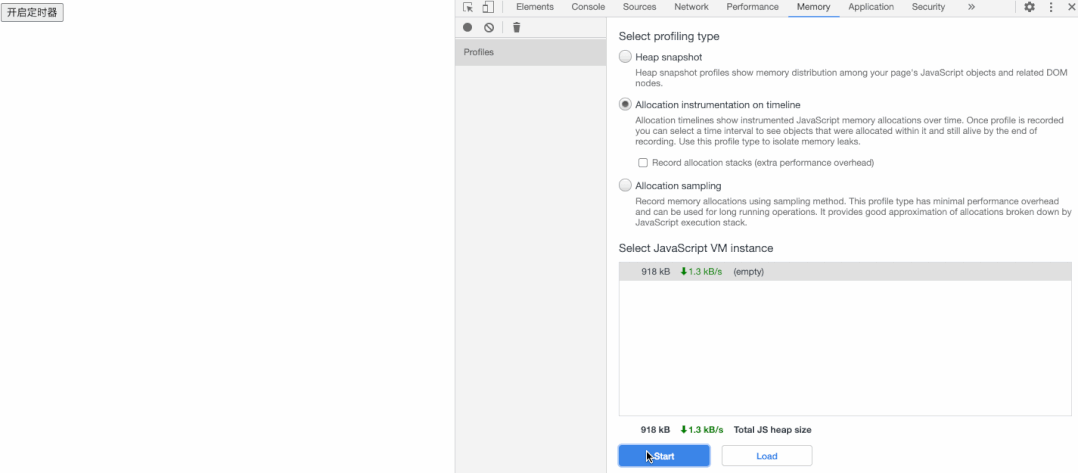 开启定时器
Elements Console Sources Network Performance Memory Application Security »
Profiles
Select profiling type
Heap snapshot
Heap snapshot profiles show memory distribution among your page's JavaScript objects and related DOM
nodes.
Allocation instrumentation on timeline
Allocation timelines show instrumented JavaScript memory allocations over time. Once profile is recorded
you can select a time interval to see objects that were allocated within it and still alive by the end of
recording. Use this profile type to isolate memory leaks.
Record allocation stacks (extra performance overhead)
Allocation sampling
Record memory allocations using sampling method. This profile type has minimal performance overhead
and can be used for long running operations. It provides good approximation of allocations broken down by
JavaScript execution stack.
Select JavaScript VM instance
918 kB 1.3 kB/s (empty)
918 kB 1.3 kB/s Total JS heap size
Start Load